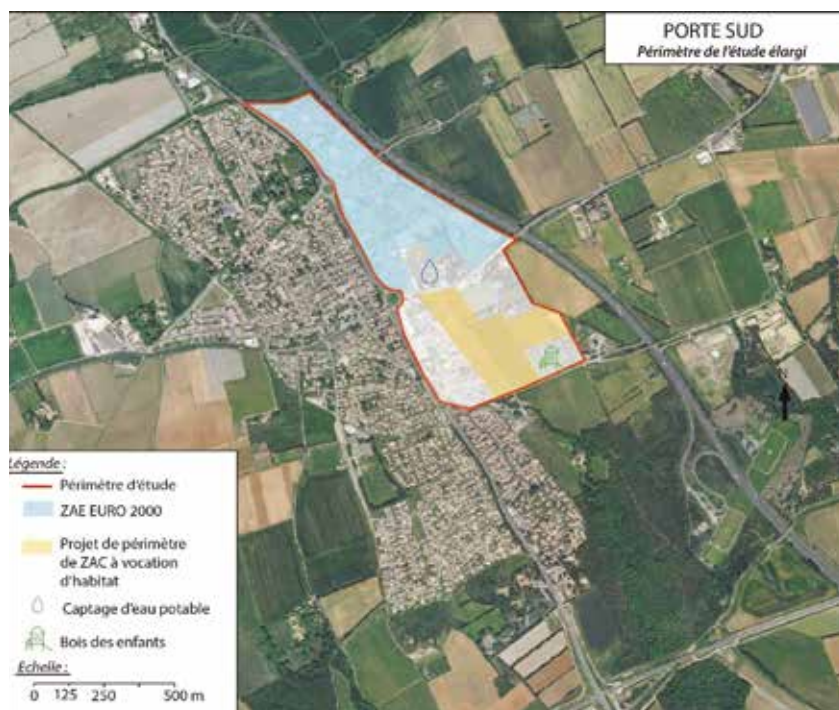 PORTE SUD
Périmètre de l'étude élargi
Légende :
Périmètre d'étude
ZAE EURO 2000
Projet de périmètre
de ZAC à vocation
d'habitat
Captage d'eau potable
Bois des enfants
Echelle :
0 125 250 500 m